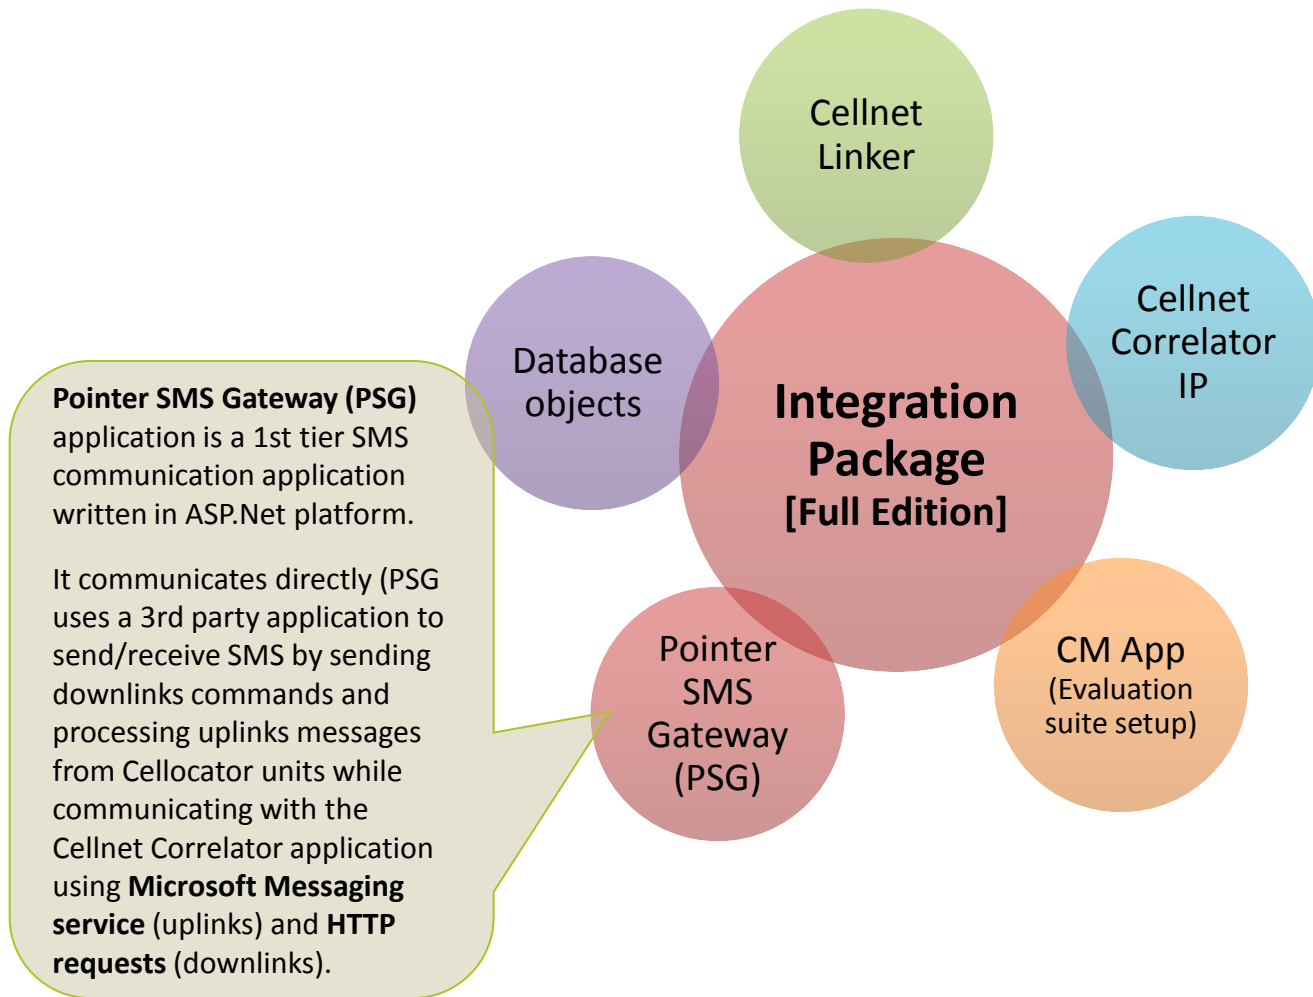 Cellnet
Linker
Cellnet
Correlator
IP
Database
objects
Integration
Package
[Full Edition]
Pointer SMS Gateway (PSG)
application is a 1st tier SMS
communication application
written in ASP.Net platform.
It communicates directly (PSG
uses a 3rd party application to
send/receive SMS by sending
downlinks commands and
processing uplinks messages
from Cellocator units while
communicating with the
Cellnet Correlator application
using Microsoft Messaging
service (uplinks) and HTTP
requests (downlinks).
Pointer
SMS
Gateway
(PSG)
CM App
(Evaluation
suite setup)